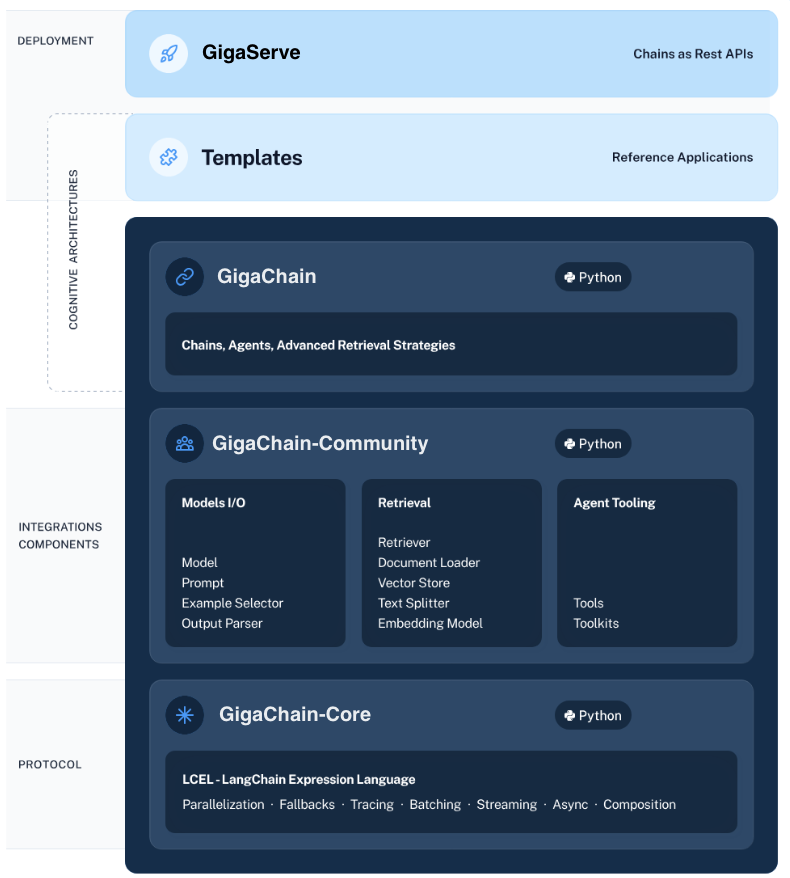 DEPLOYMENT
GigaServe
Chains as Rest APIs
COGNITIVE ARCHITECTURES
Templates
Reference Applications
GigaChain
Python
Chains, Agents, Advanced Retrieval Strategies
INTEGRATIONS
COMPONENTS
GigaChain-Community
Python
Models I/O
Model
Prompt
Example Selector
Output Parser
Retrieval
Retriever
Document Loader
Vector Store
Text Splitter
Embedding Model
Agent Tooling
Tools
Toolkits
PROTOCOL
GigaChain-Core
Python
LCEL - LangChain Expression Language
Parallelization · Fallbacks · Tracing · Batching · Streaming · Async · Composition